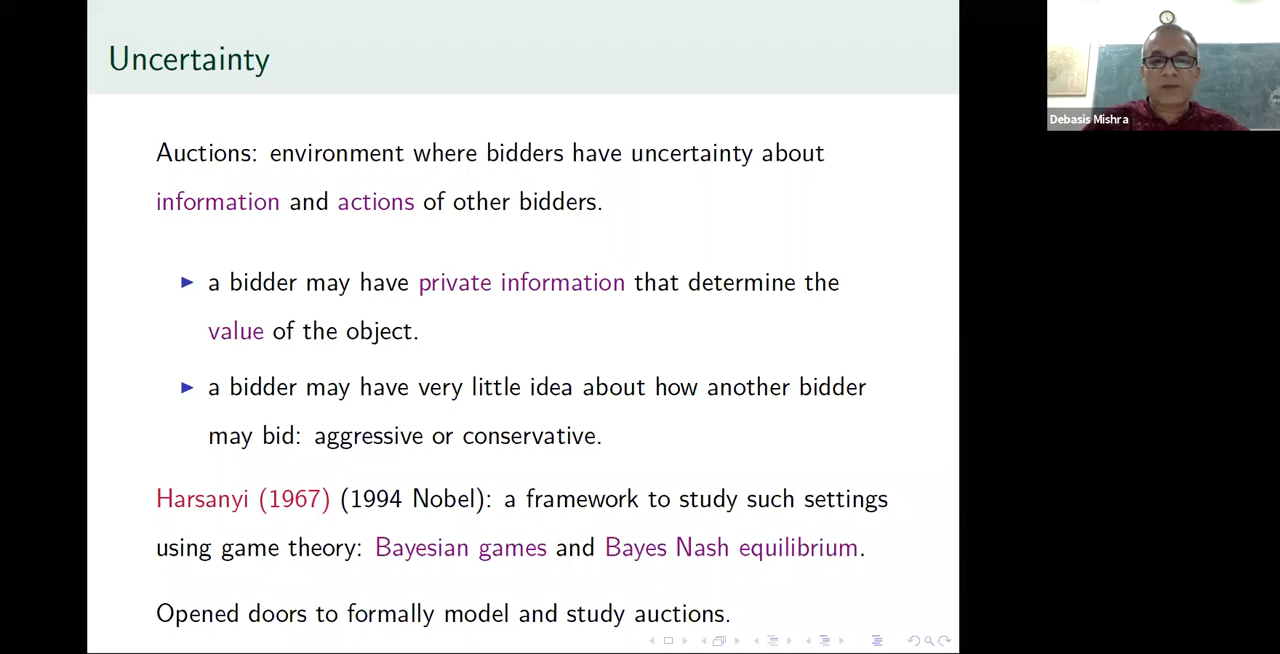 Uncertainty
Debasis Mishra
Auctions: environment where bidders have uncertainty about
information and actions of other bidders.
a bidder may have private information that determine the
value of the object.
a bidder may have very little idea about how another bidder
may bid: aggressive or conservative.
Harsanyi (1967) (1994 Nobel): a framework to study such settings
using game theory: Bayesian games and Bayes Nash equilibrium.
Opened doors to formally model and study auctions.